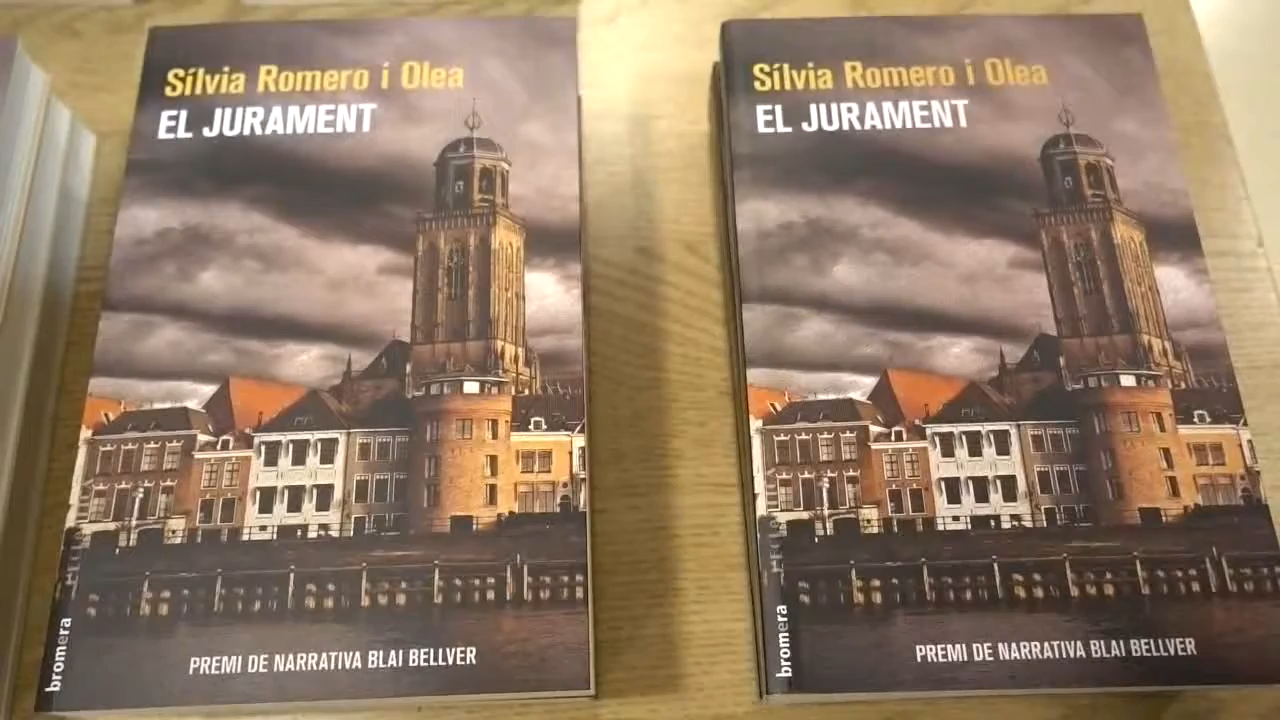 Sílvia Romero i Olea
EL JURAMENT
bromera
PREMI DE NARRATIVA BLAI BELLVER
Sílvia Romero i Olea
EL JURAMENT
bromera
PREMI DE NARRATIVA BLAI BELLVER